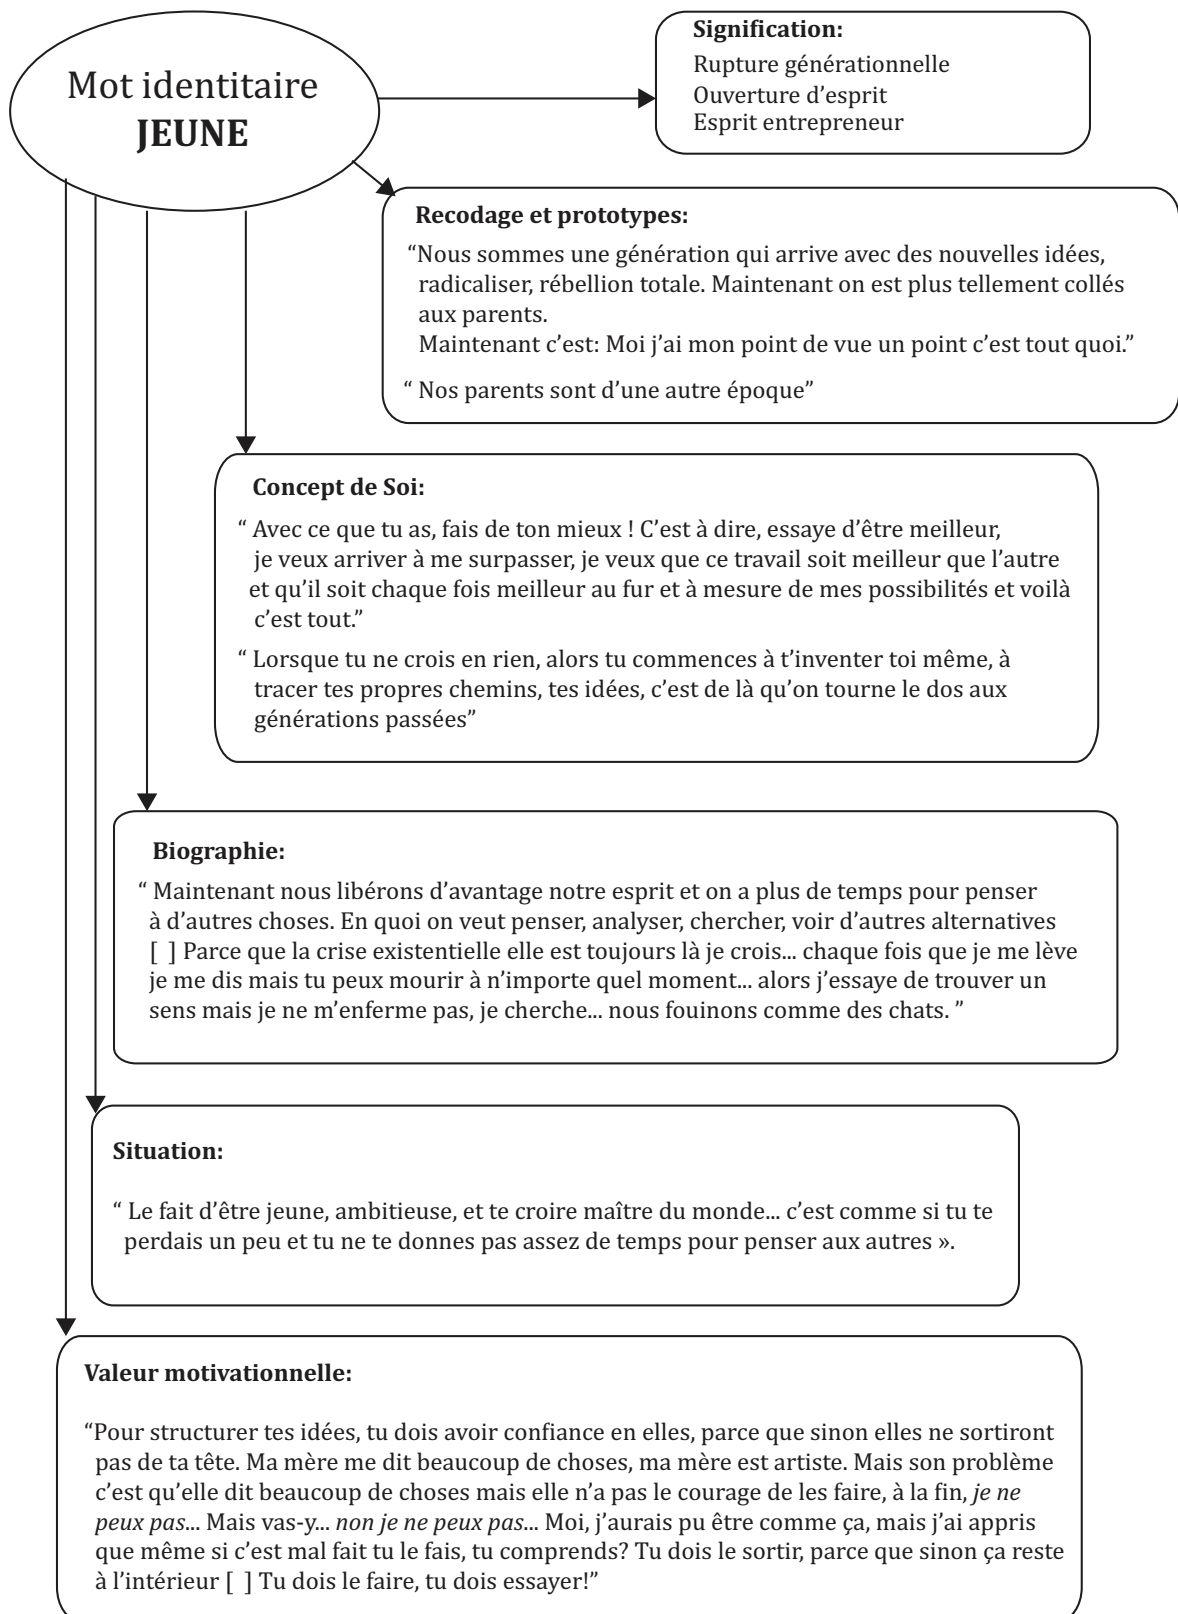 Mot identitaire
JEUNE
Signification:
Rupture générationnelle
Ouverture d’esprit
Esprit entrepreneur
Recodage et prototypes:
“Nous sommes une génération qui arrive avec des nouvelles idées,
radicaliser, rébellion totale. Maintenant on est plus tellement collés
aux parents.
Maintenant c’est: Moi j’ai mon point de vue un point c’est tout quoi.”
“ Nos parents sont d’une autre époque”
Concept de Soi:
“ Avec ce que tu as, fais de ton mieux ! C’est à dire, essaye d’être meilleur,
je veux arriver à me surpasser, je veux que ce travail soit meilleur que l’autre
et qu’il soit chaque fois meilleur au fur et à mesure de mes possibilités et voilà
c’est tout.”
“ Lorsque tu ne crois en rien, alors tu commences à t’inventer toi même, à
tracer tes propres chemins, tes idées, c’est de là qu’on tourne le dos aux
générations passées”
Biographie:
“ Maintenant nous libérons d’avantage notre esprit et on a plus de temps pour penser
à d’autres choses. En quoi on veut penser, analyser, chercher, voir d’autres alternatives
[ ] Parce que la crise existentielle elle est toujours là je crois... chaque fois que je me lève
je me dis mais tu peux mourir à n’importe quel moment... alors j’essaye de trouver un
sens mais je ne m’enferme pas, je cherche... nous fouinons comme des chats. ”
Situation:
“ Le fait d’être jeune, ambitieuse, et te croire maître du monde... c’est comme si tu te
perdais un peu et tu ne te donnes pas assez de temps pour penser aux autres ».
Valeur motivationnelle:
“Pour structurer tes idées, tu dois avoir confiance en elles, parce que sinon elles ne sortiront
pas de ta tête. Ma mère me dit beaucoup de choses, ma mère est artiste. Mais son problème
c’est qu’elle dit beaucoup de choses mais elle n’a pas le courage de les faire, à la fin, je ne
peux pas... Mais vas-y... non je ne peux pas... Moi, j’aurais pu être comme ça, mais j’ai appris
que même si c’est mal fait tu le fais, tu comprends? Tu dois le sortir, parce que sinon ça reste
à l’intérieur [ ] Tu dois le faire, tu dois essayer!”